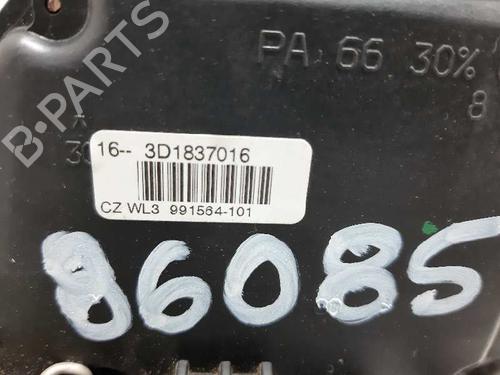 PA 66 30%
8
16-- 3D1837016
CZ WL3 991564-101
86085
B-PARTS